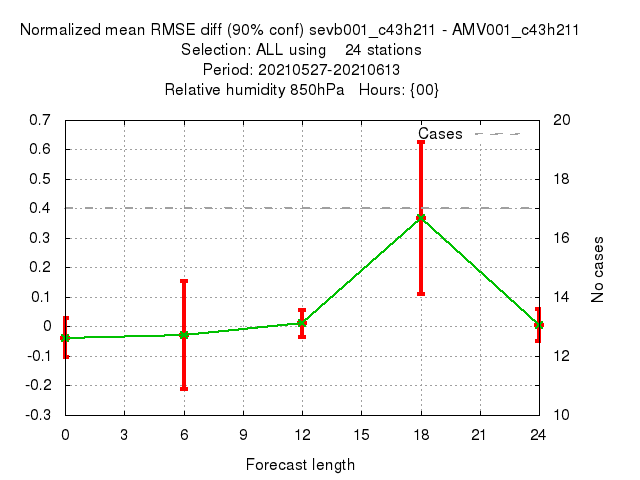 Normalized mean RMSE diff (90% conf) sevb001_c43h211 - AMV001_c43h211
Selection: ALL using    24 stations
Period: 20210527-20210613
Relative humidity 850hPa   Hours: {00}
Cases
0.7
0.6
0.5
0.4
0.3
0.2
0.1
0
-0.1
-0.2
-0.3
20
18
16
14
12
10
No cases
0 3 6 9 12 15 18 21 24
Forecast length